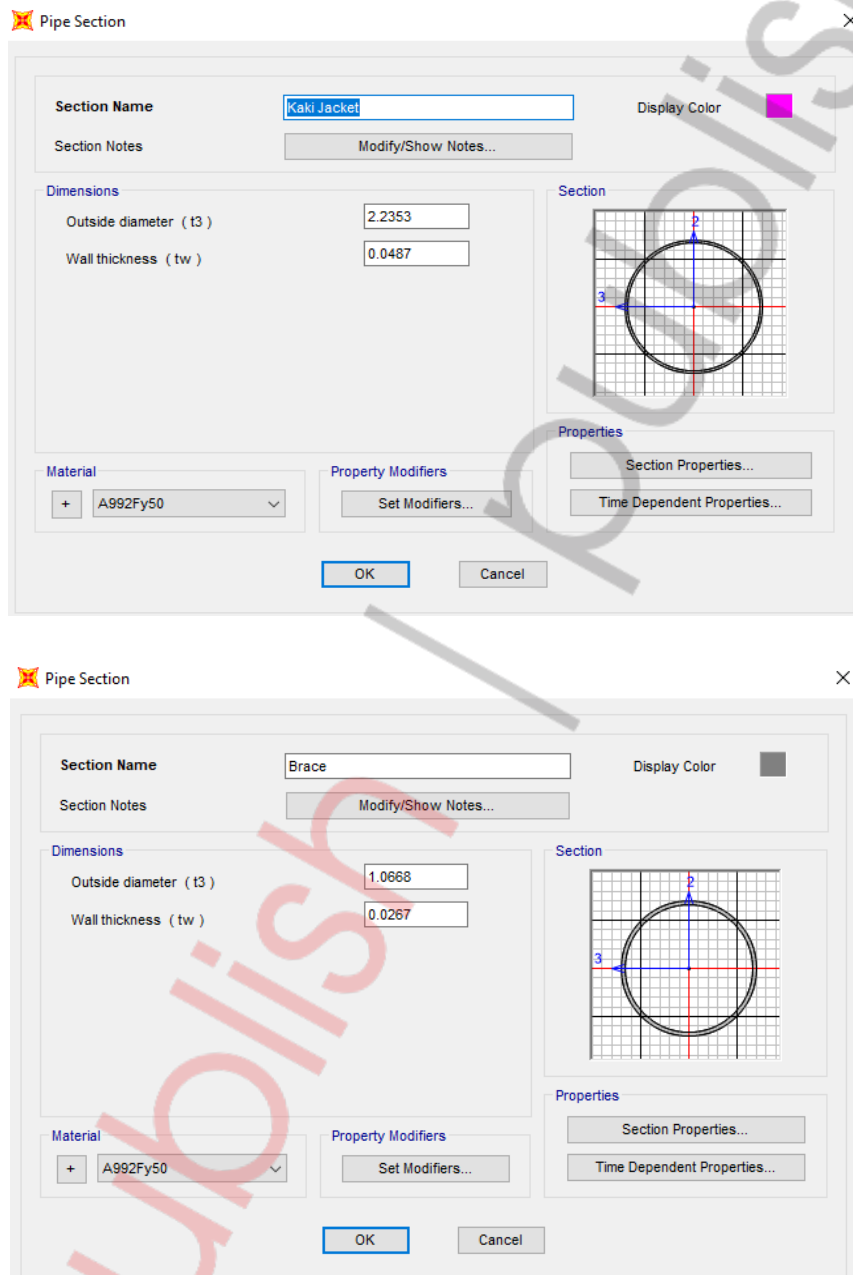 Pipe Section
Section Name Kaki Jacket Display Color
Section Notes Modify/Show Notes...
Dimensions Section
Outside diameter ( t3 ) 2.2353
Wall thickness ( tw ) 0.0487
2
3
Properties
Material Property Modifiers Section Properties...
+ A992Fy50 Set Modifiers... Time Dependent Properties...
OK Cancel
Pipe Section
Section Name Brace Display Color
Section Notes Modify/Show Notes...
Dimensions Section
Outside diameter ( t3 ) 1.0668
Wall thickness ( tw ) 0.0267
2
3
Properties
Material Property Modifiers Section Properties...
+ A992Fy50 Set Modifiers... Time Dependent Properties...
OK Cancel
ublish / publis